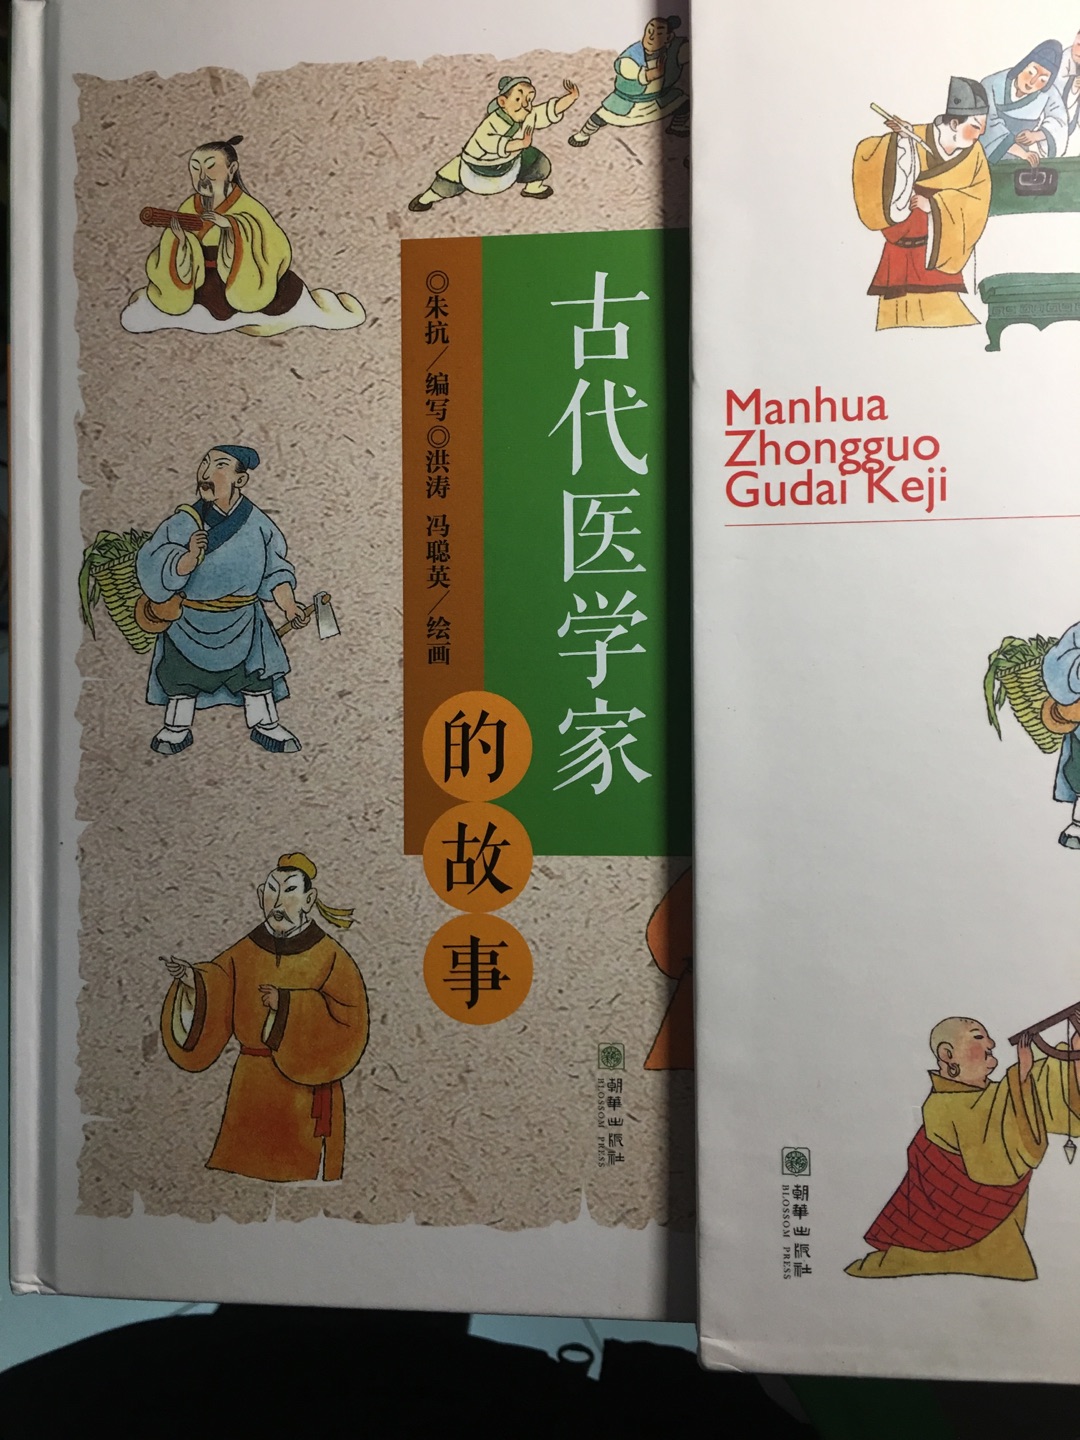 古代医学家
的故事
◎朱抗／编写◎洪涛 冯聪英／绘画
朝華出版社
BLOSSOM PRESS
Manhua
Zhongguo
Gudai Keji
朝華出版社
BLOSSOM PRESS